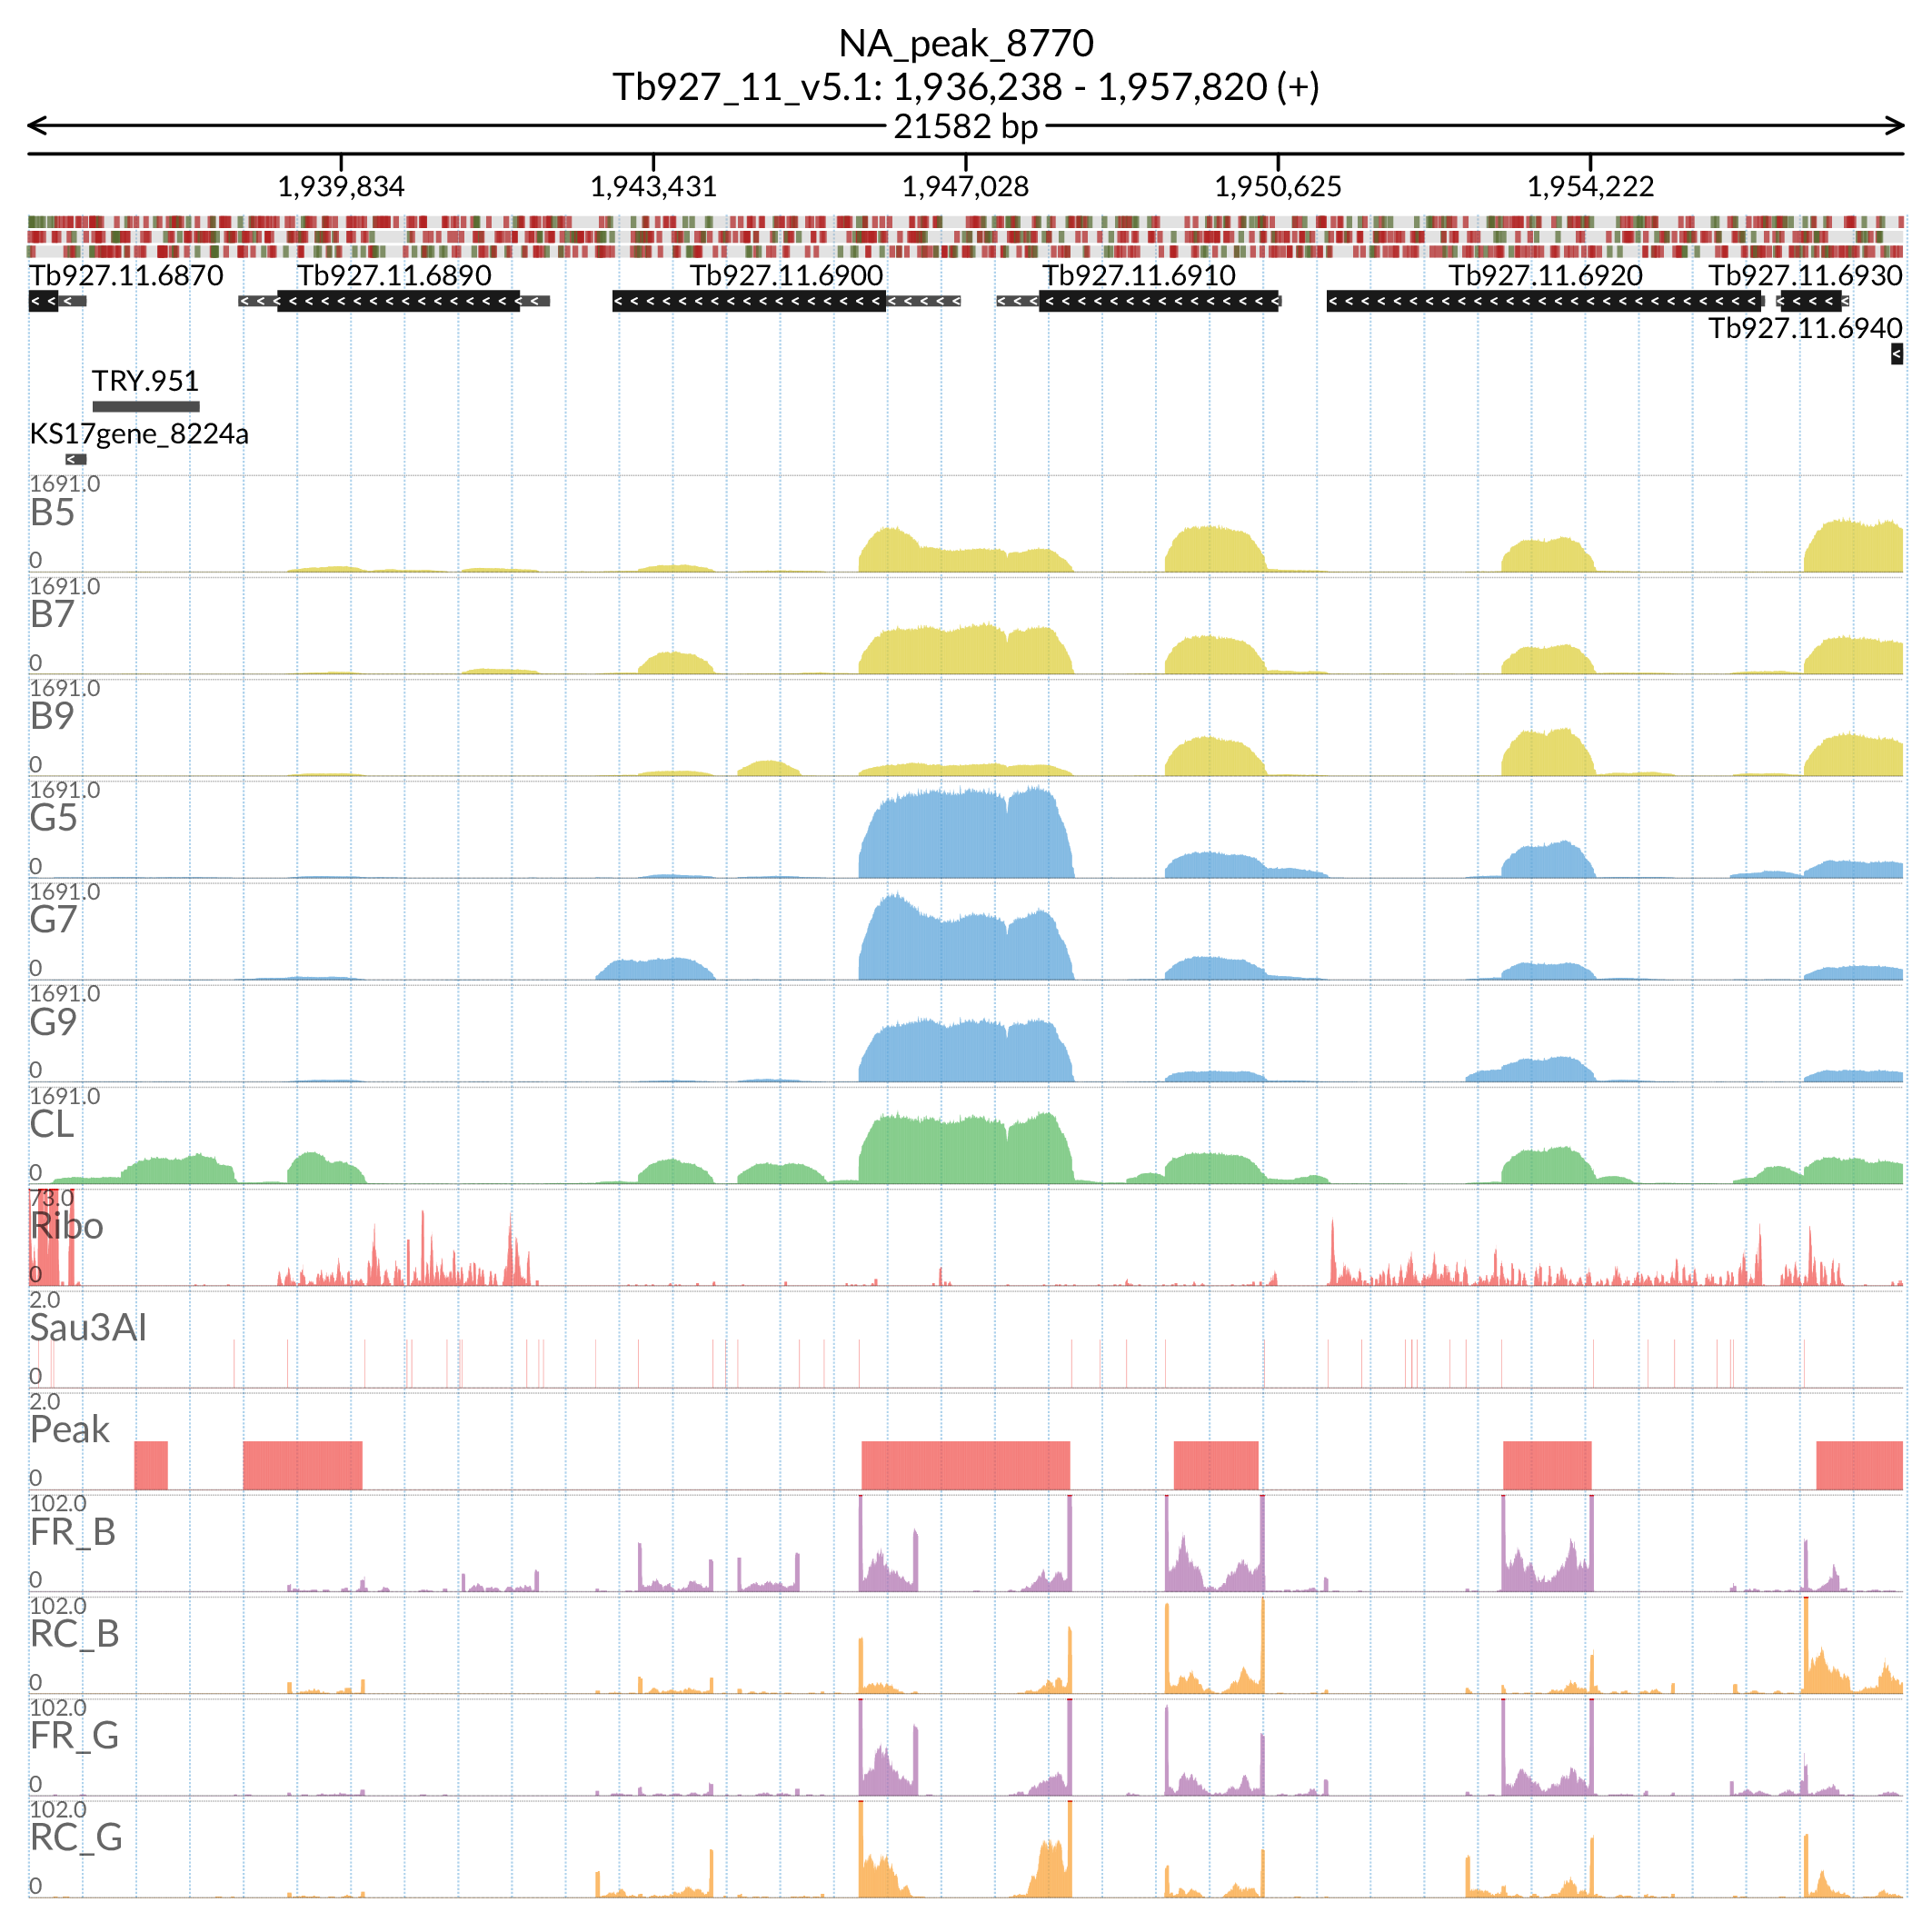 NA_peak_8770
Tb927_11_v5.1: 1,936,238 - 1,957,820 (+)
21582 bp
1,939,834 1,943,431 1,947,028 1,950,625 1,954,222
Tb927.11.6870 Tb927.11.6890 Tb927.11.6900 Tb927.11.6910 Tb927.11.6920 Tb927.11.6930
Tb927.11.6940
TRY.951
KS17gene_8224a
1691.0
B5
0
1691.0
B7
0
1691.0
B9
0
1691.0
G5
0
1691.0
G7
0
1691.0
G9
0
1691.0
CL
0
73.0
Ribo
0
2.0
Sau3AI
0
2.0
Peak
0
102.0
FR_B
0
102.0
RC_B
0
102.0
FR_G
0
102.0
RC_G
0